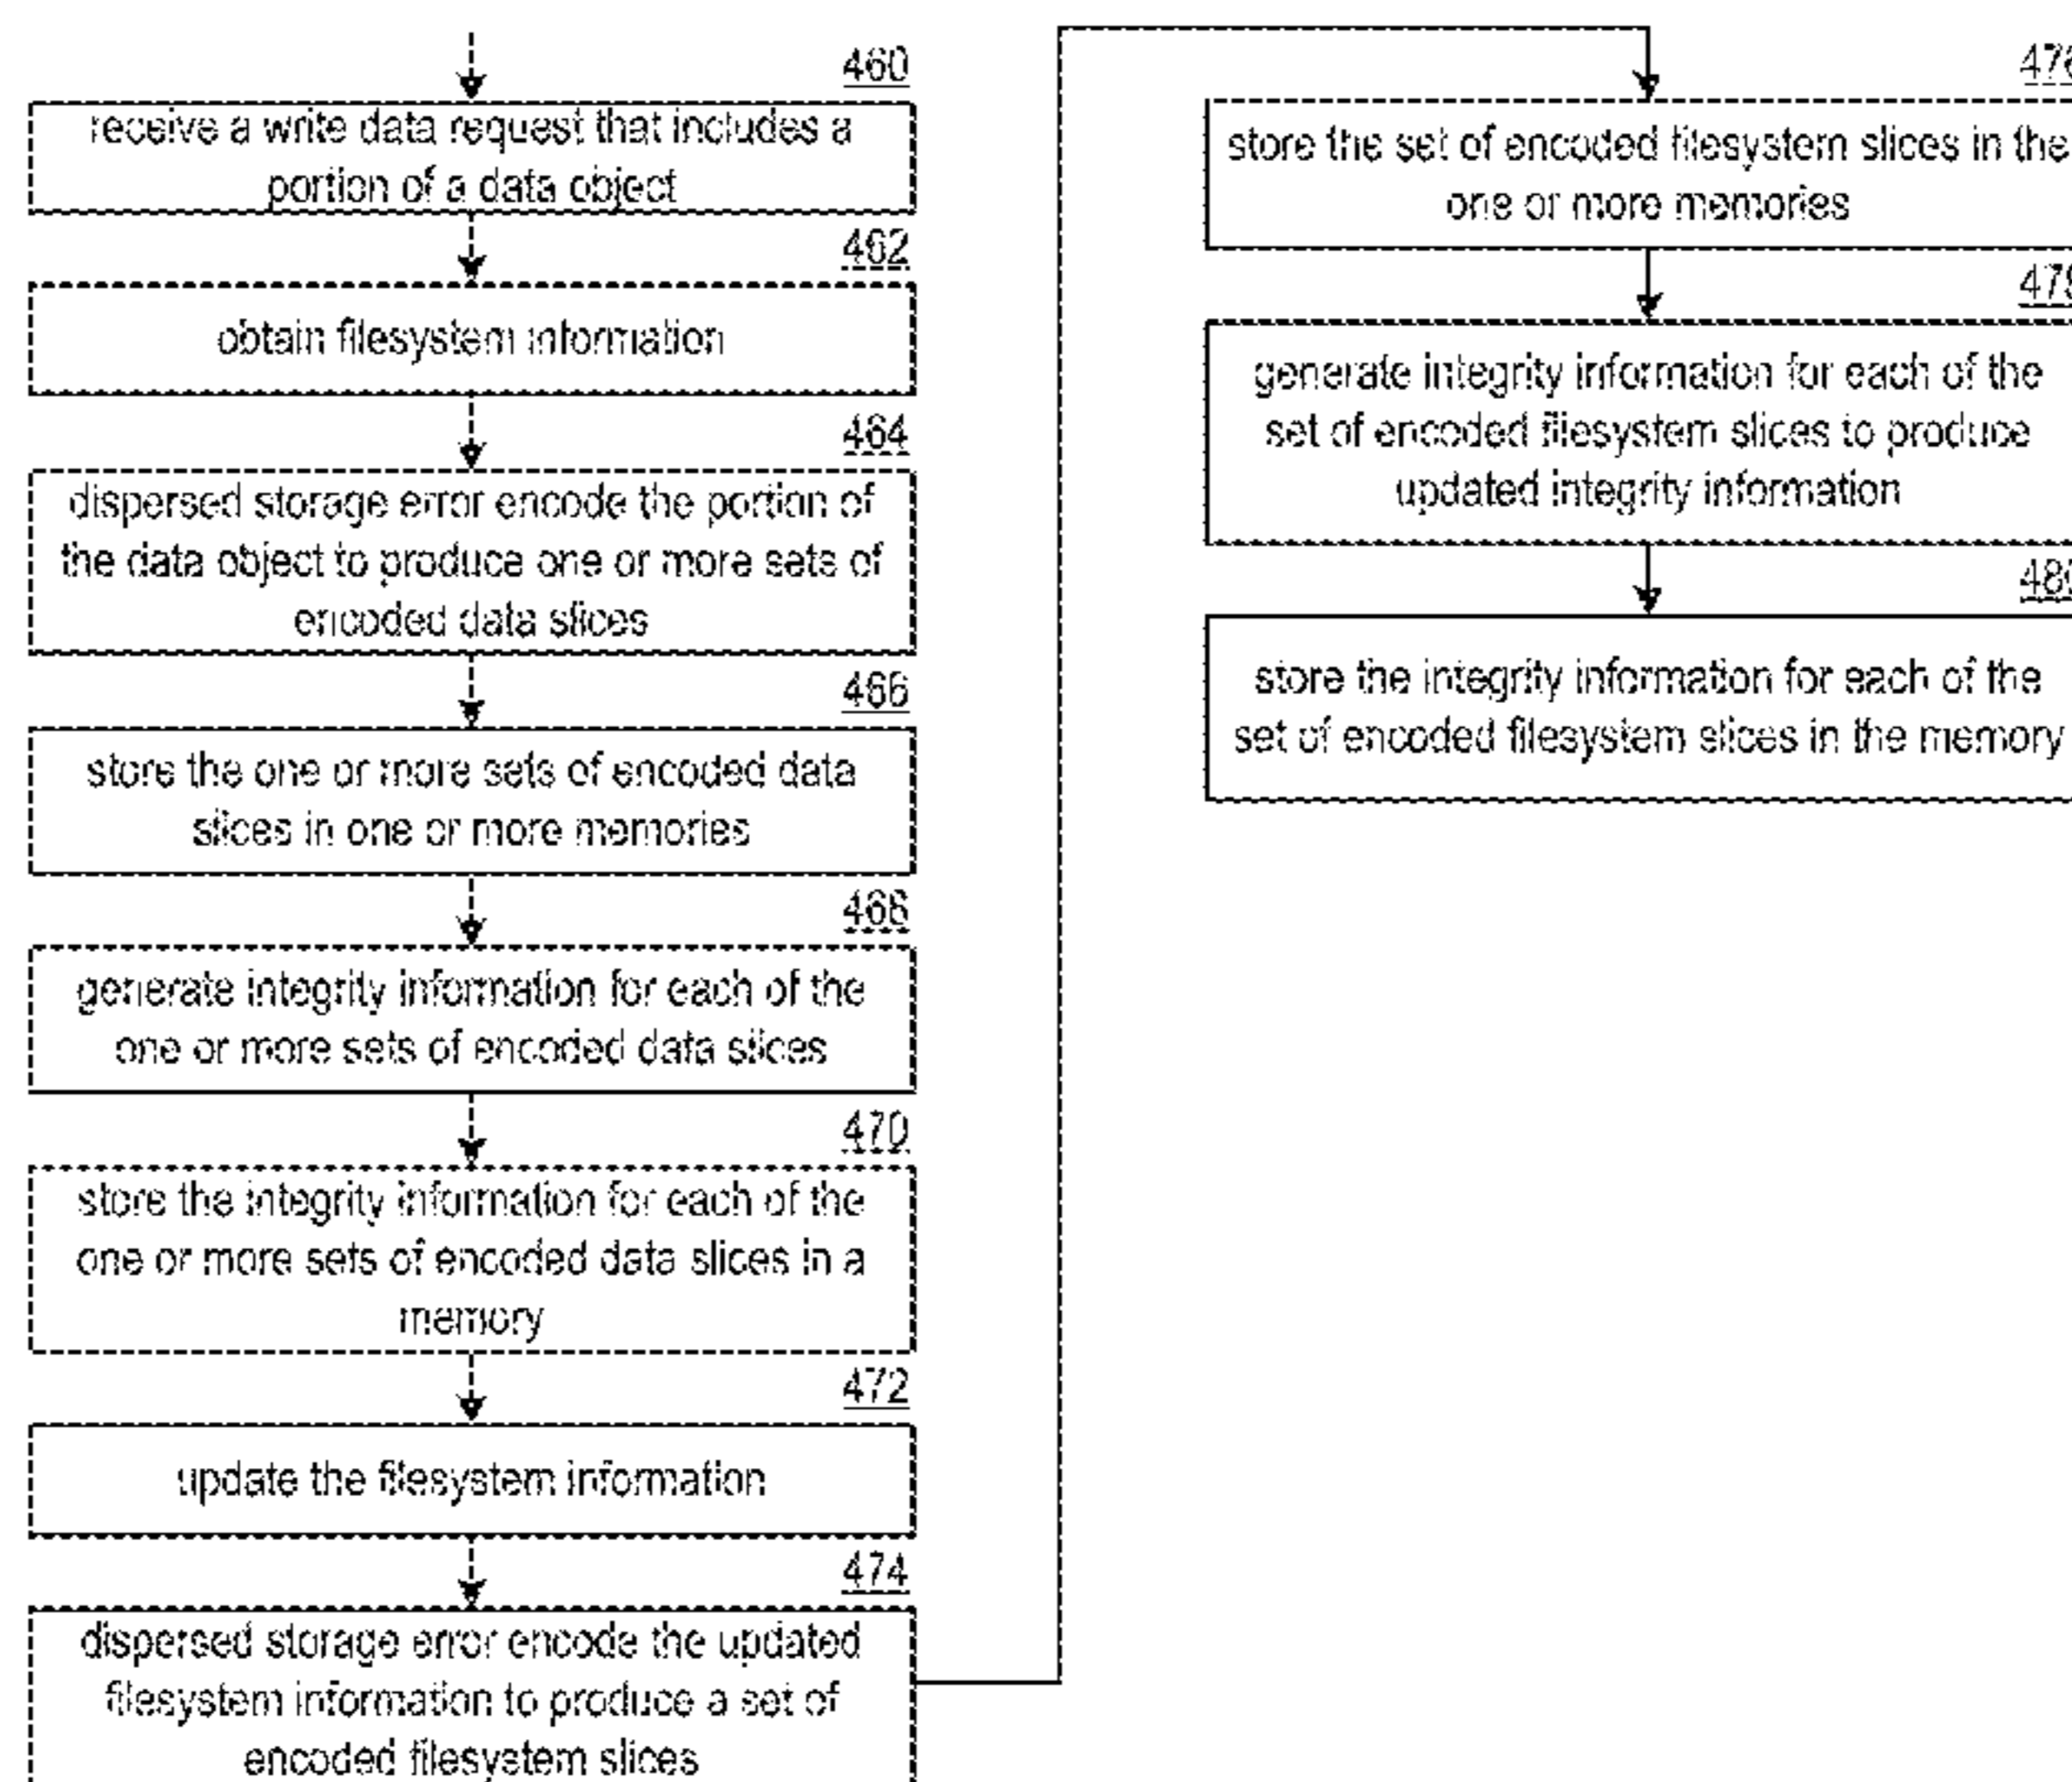 460
receive a write data request that includes a
portion of a data object
462
obtain filesystem information
464
dispersed storage error encode the portion of
the data object to produce one or more sets of
encoded data slices
466
store the one or more sets of encoded data
slices in one or more memories
468
generate integrity information for each of the
one or more sets of encoded data slices
470
store the integrity information for each of the
one or more sets of encoded data slices in a
memory
472
update the filesystem information
474
dispersed storage error encode the updated
filesystem information to produce a set of
encoded filesystem slices
store the set of encoded filesystem slices in the
one or more memories
generate integrity information for each of the
set of encoded filesystem slices to produce
updated integrity information
store the integrity information for each of the
set of encoded filesystem slices in the memory